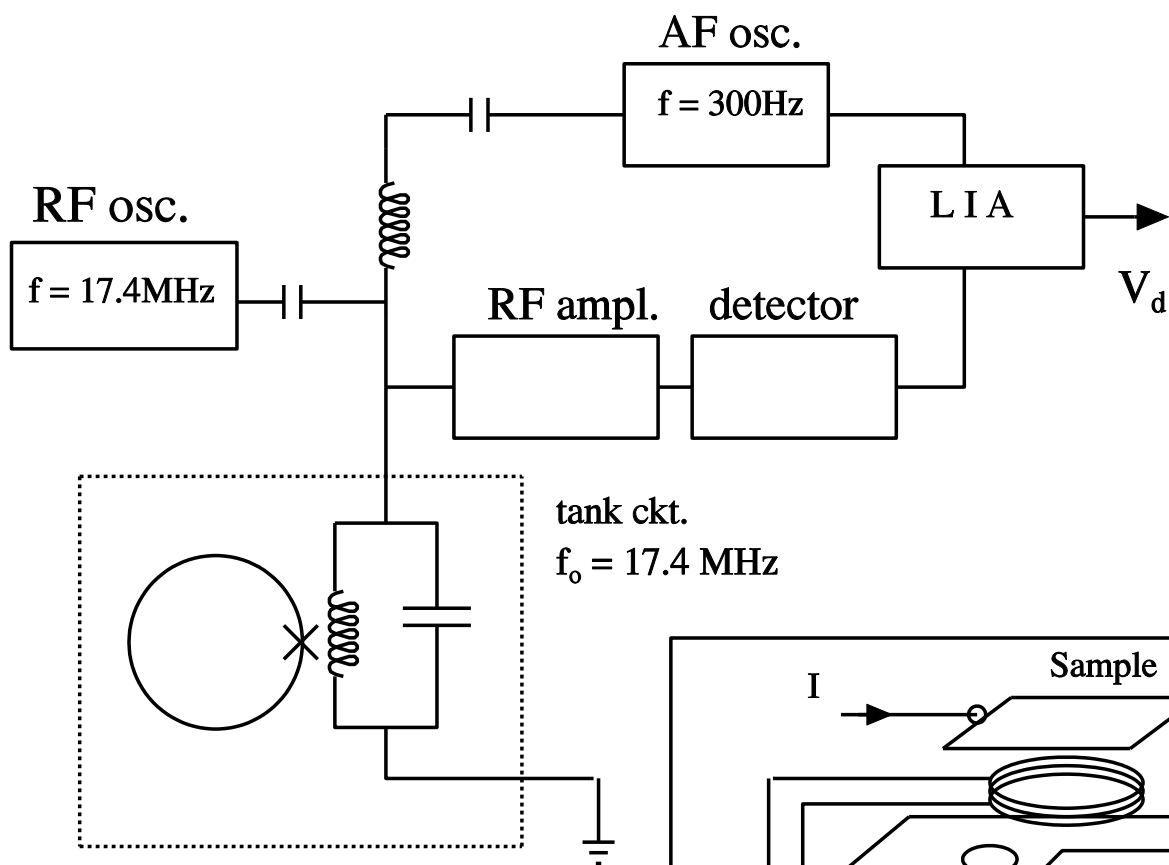 AF osc.
f = 300Hz
RF osc.
f = 17.4MHz
L I A
V_d
RF ampl.
detector
tank ckt.
f_o = 17.4 MHz
Sample
I